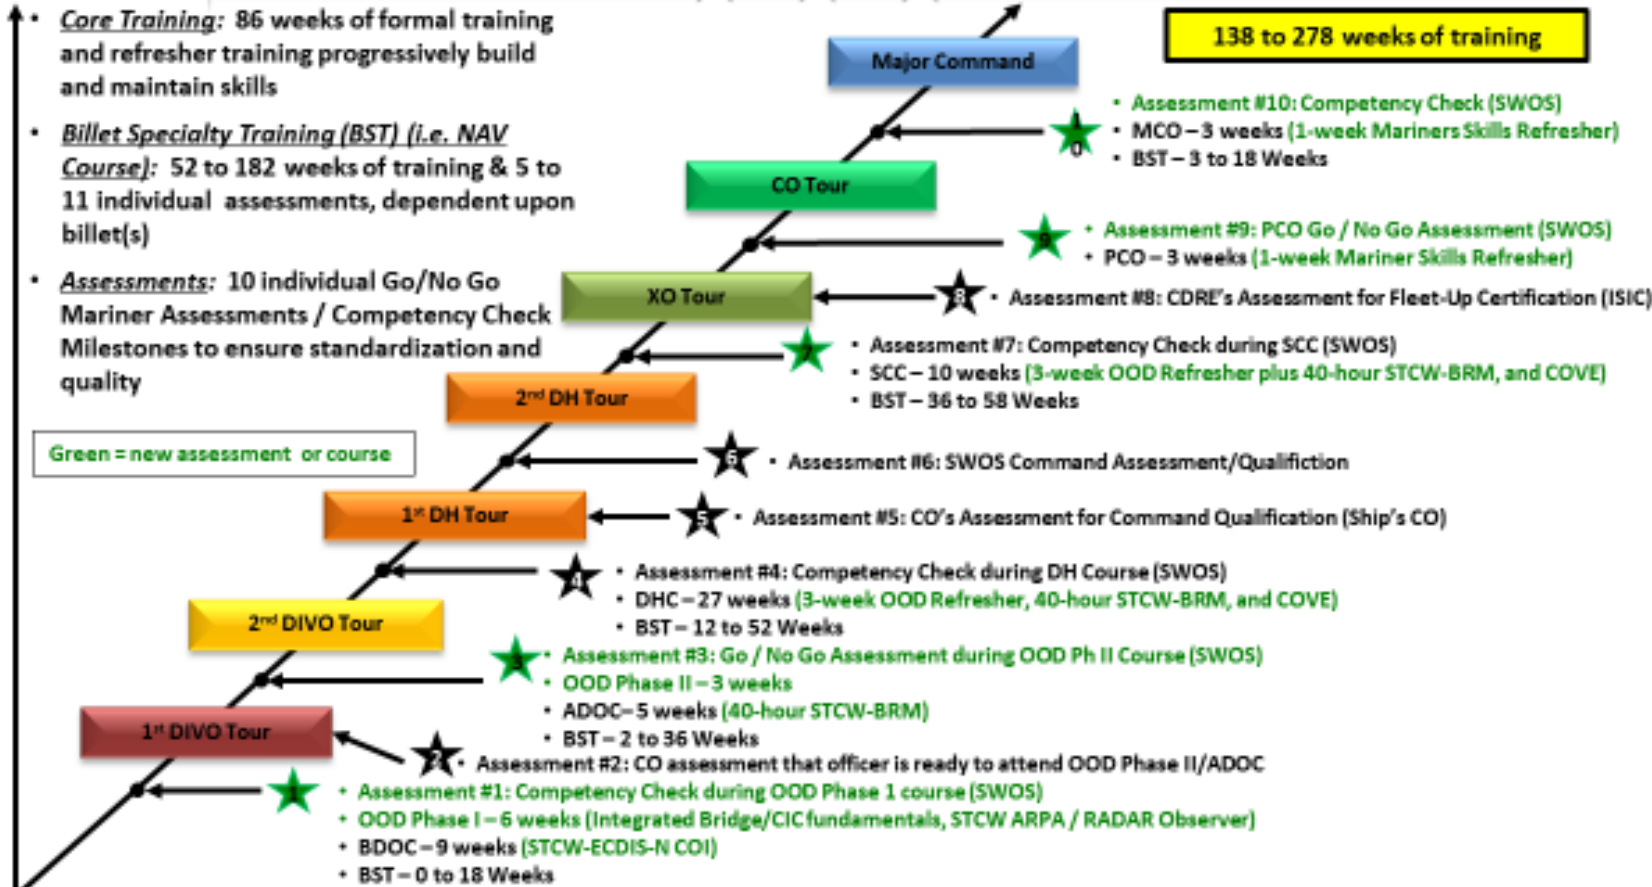 • Core Training: 86 weeks of formal training
and refresher training progressively build
and maintain skills
• Billet Specialty Training (BST) (i.e. NAV
Course): 52 to 182 weeks of training & 5 to
11 individual assessments, dependent upon
billet(s)
• Assessments: 10 individual Go/No Go
Mariner Assessments / Competency Check
Milestones to ensure standardization and
quality
Green = new assessment or course
138 to 278 weeks of training
Major Command
10
• Assessment #10: Competency Check (SWOS)
• MCO – 3 weeks (1-week Mariners Skills Refresher)
• BST – 3 to 18 Weeks
CO Tour
9
• Assessment #9: PCO Go / No Go Assessment (SWOS)
• PCO – 3 weeks (1-week Mariner Skills Refresher)
XO Tour
8
• Assessment #8: CDRE's Assessment for Fleet-Up Certification (ISIC)
7
• Assessment #7: Competency Check during SCC (SWOS)
• SCC – 10 weeks (3-week OOD Refresher plus 40-hour STCW-BRM, and COVE)
• BST – 36 to 58 Weeks
2nd DH Tour
6
• Assessment #6: SWOS Command Assessment/Qualifiction
1st DH Tour
5
• Assessment #5: CO's Assessment for Command Qualification (Ship's CO)
4
• Assessment #4: Competency Check during DH Course (SWOS)
• DHC – 27 weeks (3-week OOD Refresher, 40-hour STCW-BRM, and COVE)
• BST – 12 to 52 Weeks
2nd DIVO Tour
3
• Assessment #3: Go / No Go Assessment during OOD Ph II Course (SWOS)
• OOD Phase II – 3 weeks
• ADOC– 5 weeks (40-hour STCW-BRM)
• BST – 2 to 36 Weeks
1st DIVO Tour
2
• Assessment #2: CO assessment that officer is ready to attend OOD Phase II/ADOC
1
• Assessment #1: Competency Check during OOD Phase 1 course (SWOS)
• OOD Phase I – 6 weeks (Integrated Bridge/CIC fundamentals, STCW ARPA / RADAR Observer)
• BDOC – 9 weeks (STCW-ECDIS-N COI)
• BST – 0 to 18 Weeks